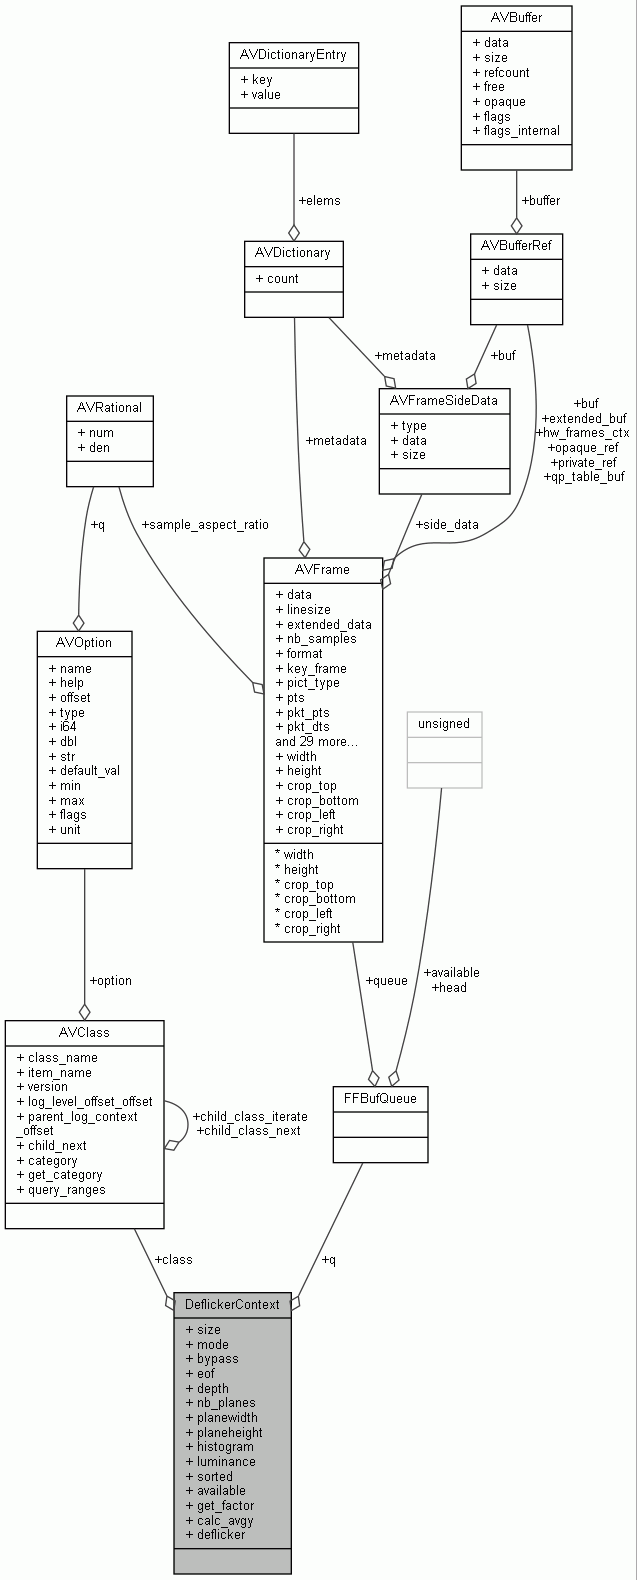 AVBuffer
+ data
+ size
+ refcount
+ free
+ opaque
+ flags
+ flags_internal
AVDictionaryEntry
+ key
+ value
+elems
+buffer
AVDictionary
+ count
AVBufferRef
+ data
+ size
+metadata
+buf
AVFrameSideData
+ type
+ data
+ size
+buf
+extended_buf
+hw_frames_ctx
+opaque_ref
+private_ref
+qp_table_buf
AVRational
+ num
+ den
+metadata
+q
+sample_aspect_ratio
+side_data
AVFrame
+ data
+ linesize
+ extended_data
+ nb_samples
+ format
+ key_frame
+ pict_type
+ pts
+ pkt_pts
+ pkt_dts
and 29 more...
+ width
+ height
+ crop_top
+ crop_bottom
+ crop_left
+ crop_right
* width
* height
* crop_top
* crop_bottom
* crop_left
* crop_right
AVOption
+ name
+ help
+ offset
+ type
+ i64
+ dbl
+ str
+ default_val
+ min
+ max
+ flags
+ unit
unsigned
+option
+queue
+available
+head
AVClass
+ class_name
+ item_name
+ version
+ log_level_offset_offset
+ parent_log_context
_offset
+ child_next
+ category
+ get_category
+ query_ranges
+child_class_iterate
+child_class_next
FFBufQueue
+class
+q
DeflickerContext
+ size
+ mode
+ bypass
+ eof
+ depth
+ nb_planes
+ planewidth
+ planeheight
+ histogram
+ luminance
+ sorted
+ available
+ get_factor
+ calc_avgy
+ deflicker